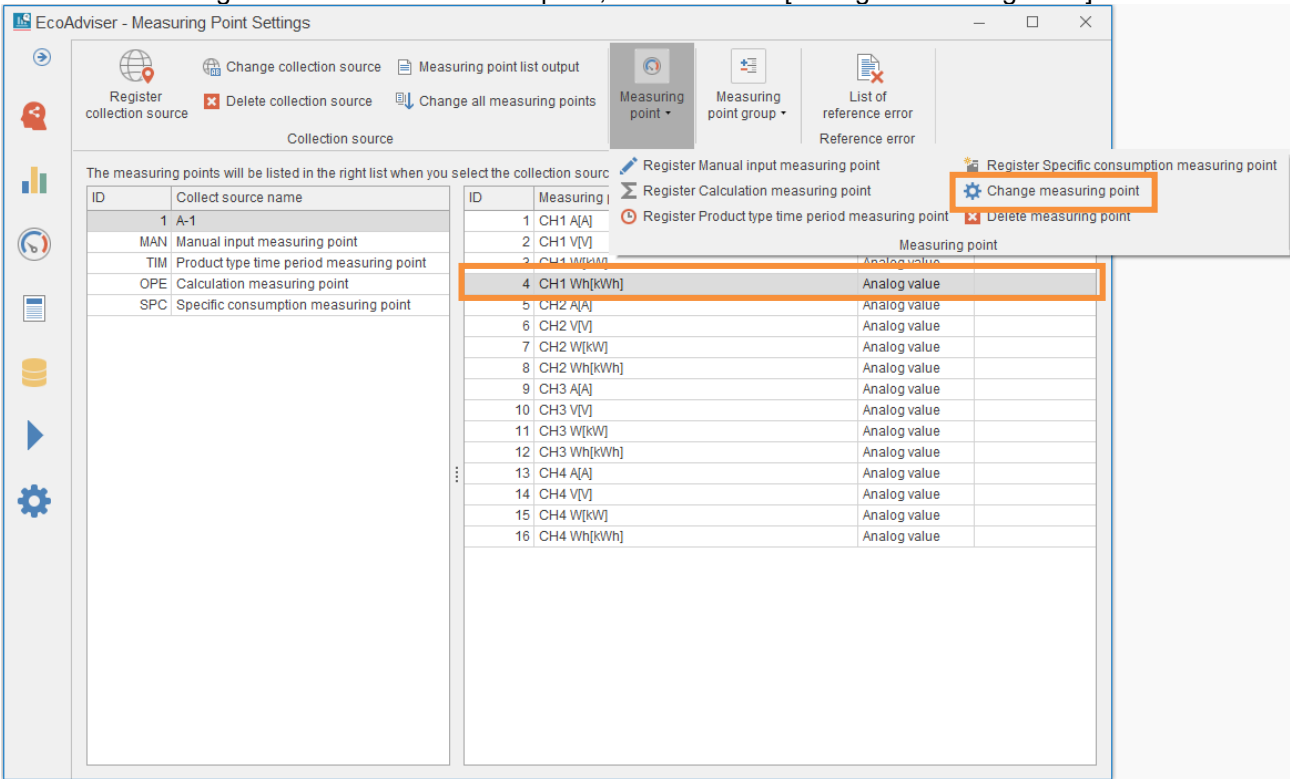 EcoAdviser - Measuring Point Settings
Register collection source
Change collection source
Delete collection source
Measuring point list output
Change all measuring points
Collection source
Measuring point
Measuring point group
List of reference error
Reference error
Register Manual input measuring point
Register Calculation measuring point
Register Product type time period measuring point
Register Specific consumption measuring point
Change measuring point
Delete measuring point
Measuring point
The measuring points will be listed in the right list when you select the collection sourc
ID Collect source name
1 A-1
MAN Manual input measuring point
TIM Product type time period measuring point
OPE Calculation measuring point
SPC Specific consumption measuring point
ID Measuring
1 CH1 A[A]
2 CH1 V[V]
3 CH1 W[kW] Analog value
4 CH1 Wh[kWh] Analog value
5 CH2 A[A] Analog value
6 CH2 V[V] Analog value
7 CH2 W[kW] Analog value
8 CH2 Wh[kWh] Analog value
9 CH3 A[A] Analog value
10 CH3 V[V] Analog value
11 CH3 W[kW] Analog value
12 CH3 Wh[kWh] Analog value
13 CH4 A[A] Analog value
14 CH4 V[V] Analog value
15 CH4 W[kW] Analog value
16 CH4 Wh[kWh] Analog value